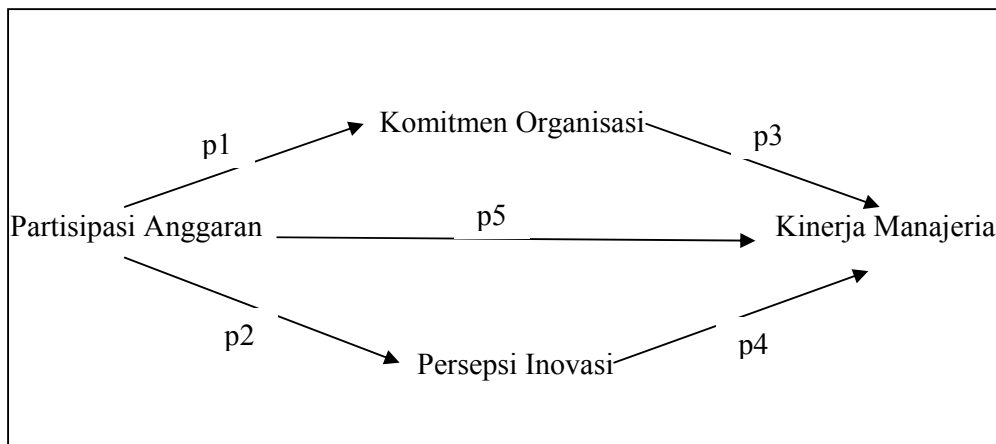 Komitmen Organisasi
p1
p3
Partisipasi Anggaran
p5
Kinerja Manajeria
p2
p4
Persepsi Inovasi